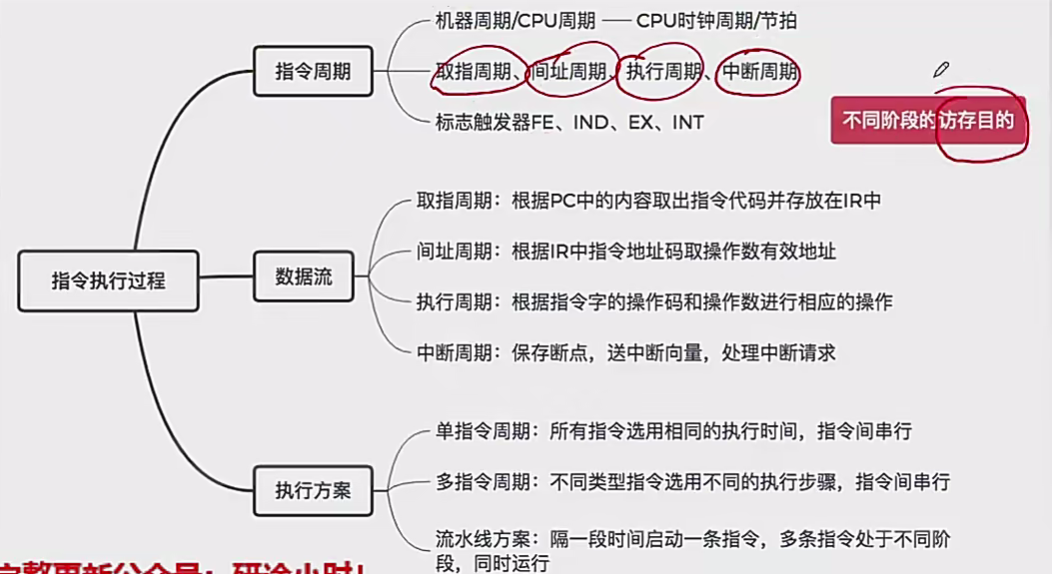 机器周期/CPU周期 — CPU时钟周期/节拍
指令周期
取指周期、间址周期、执行周期、中断周期
标志触发器FE、IND、EX、INT
不同阶段的访存目的
取指周期：根据PC中的内容取出指令代码并存放在IR中
间址周期：根据IR中指令地址码取操作数有效地址
指令执行过程
数据流
执行周期：根据指令字的操作码和操作数进行相应的操作
中断周期：保存断点，送中断向量，处理中断请求
单指令周期：所有指令选用相同的执行时间，指令间串行
执行方案
多指令周期：不同类型指令选用不同的执行步骤，指令间串行
流水线方案：隔一段时间启动一条指令，多条指令处于不同阶
段，同时运行